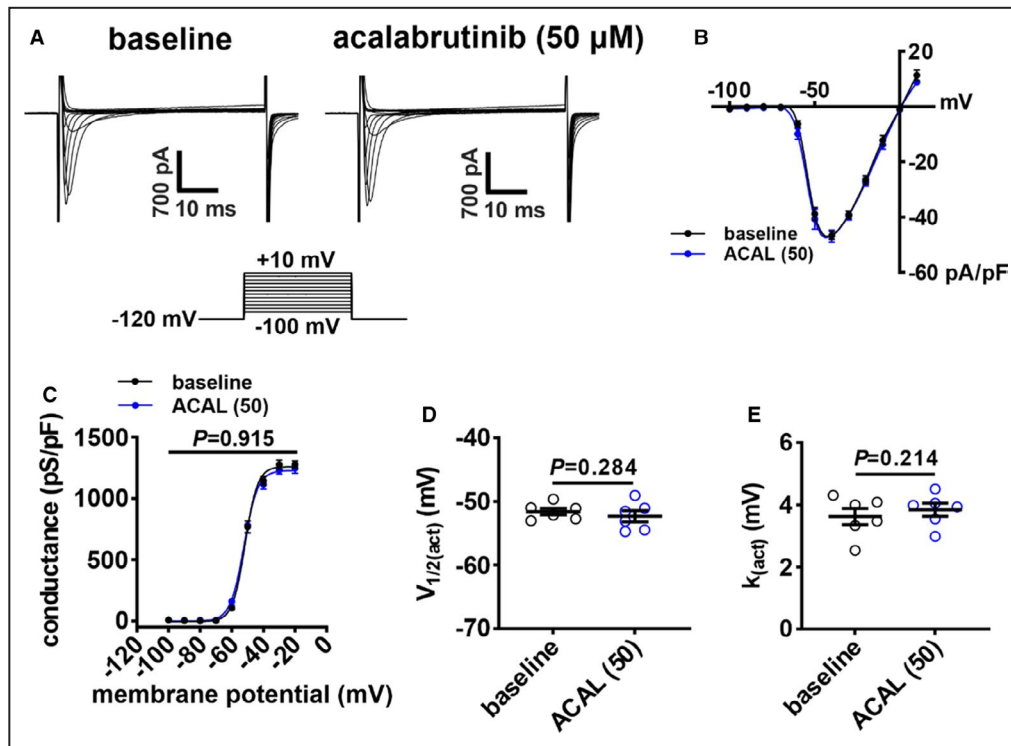 A
baseline
acalabrutinib (50 µM)
700 pA
10 ms
700 pA
10 ms
+10 mV
-120 mV
-100 mV
B
20
-100
-50
mV
-20
-40
-60
pA/pF
baseline
ACAL (50)
C
baseline
ACAL (50)
P=0.915
1500
1000
500
0
-120
-100
-80
-60
-40
-20
0
conductance (pS/pF)
membrane potential (mV)
D
-40
-50
-60
-70
P=0.284
V1/2(act) (mV)
baseline
ACAL (50)
E
6
4
2
0
P=0.214
k(act) (mV)
baseline
ACAL (50)